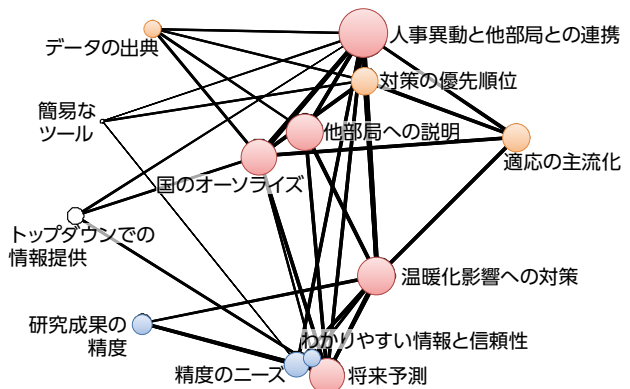 人事異動と他部局との連携
データの出典
対策の優先順位
簡易な
ツール
他部局への説明
適応の主流化
国のオーソライズ
トップダウンでの
情報提供
温暖化影響への対策
研究成果の
精度
わかりやすい情報と信頼性
精度のニーズ
将来予測